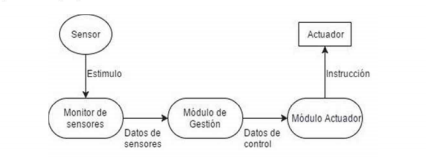 Sensor
Actuador
Estimulo
Instrucción
Monitor de
sensores
Módulo de
Gestión
Módulo Actuador
Datos de
sensores
Datos de
control